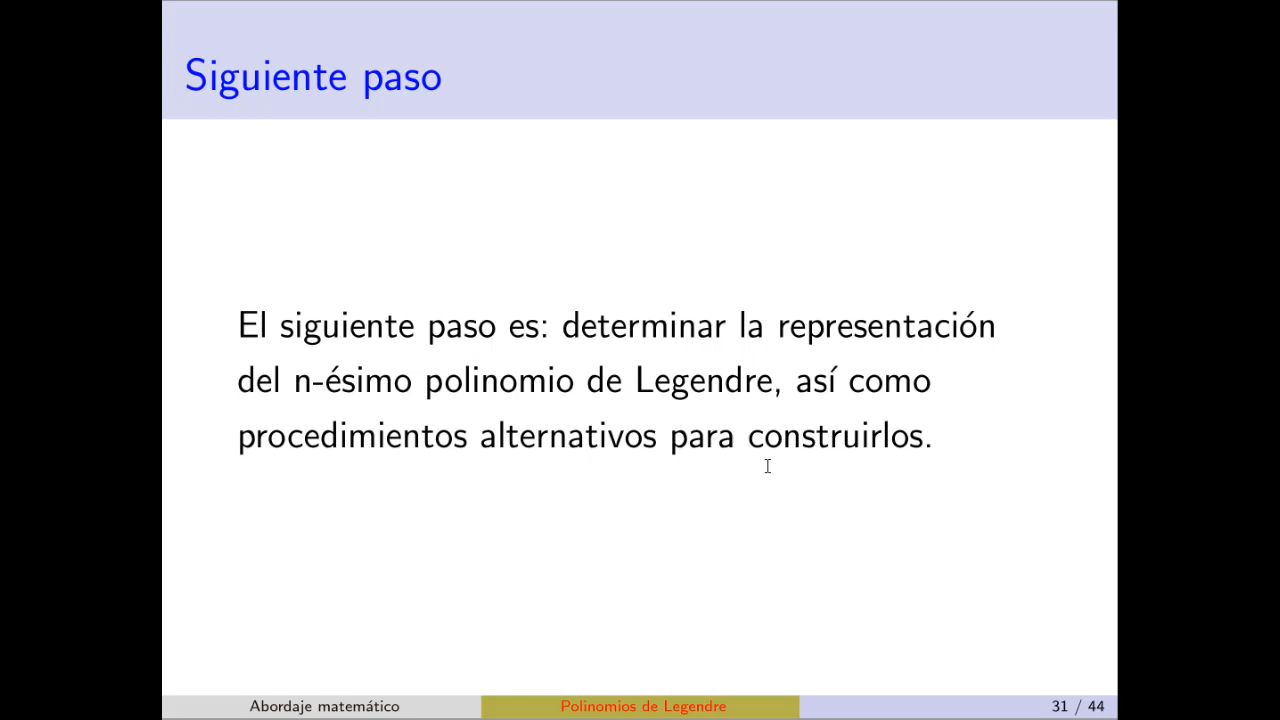 Siguiente paso
El siguiente paso es: determinar la representación
del n-ésimo polinomio de Legendre, así como
procedimientos alternativos para construirlos.
Abordaje matemático
Polinomios de Legendre
31 / 44